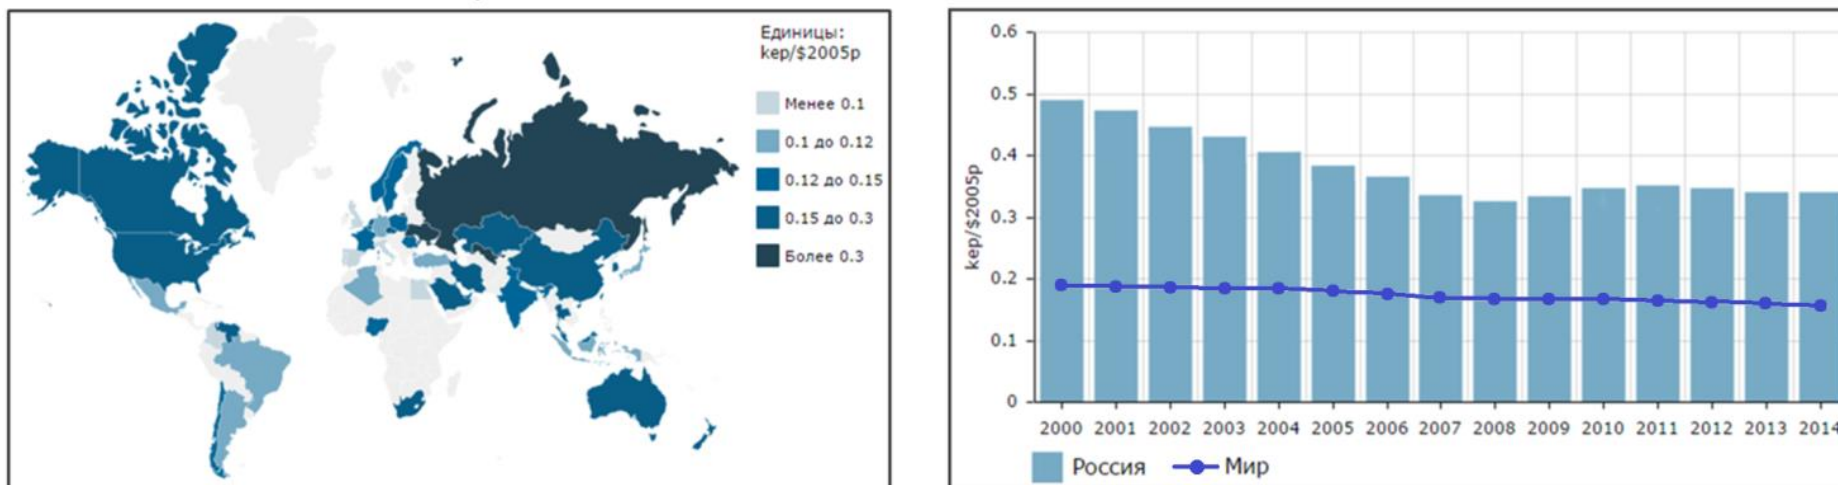 Единицы:
kep/$2005p
Менее 0.1
0.1 до 0.12
0.12 до 0.15
0.15 до 0.3
Более 0.3
0.6
0.5
0.4
0.3
0.2
0.1
0
kep/$2005p
2000 2001 2002 2003 2004 2005 2006 2007 2008 2009 2010 2011 2012 2013 2014
Россия Мир